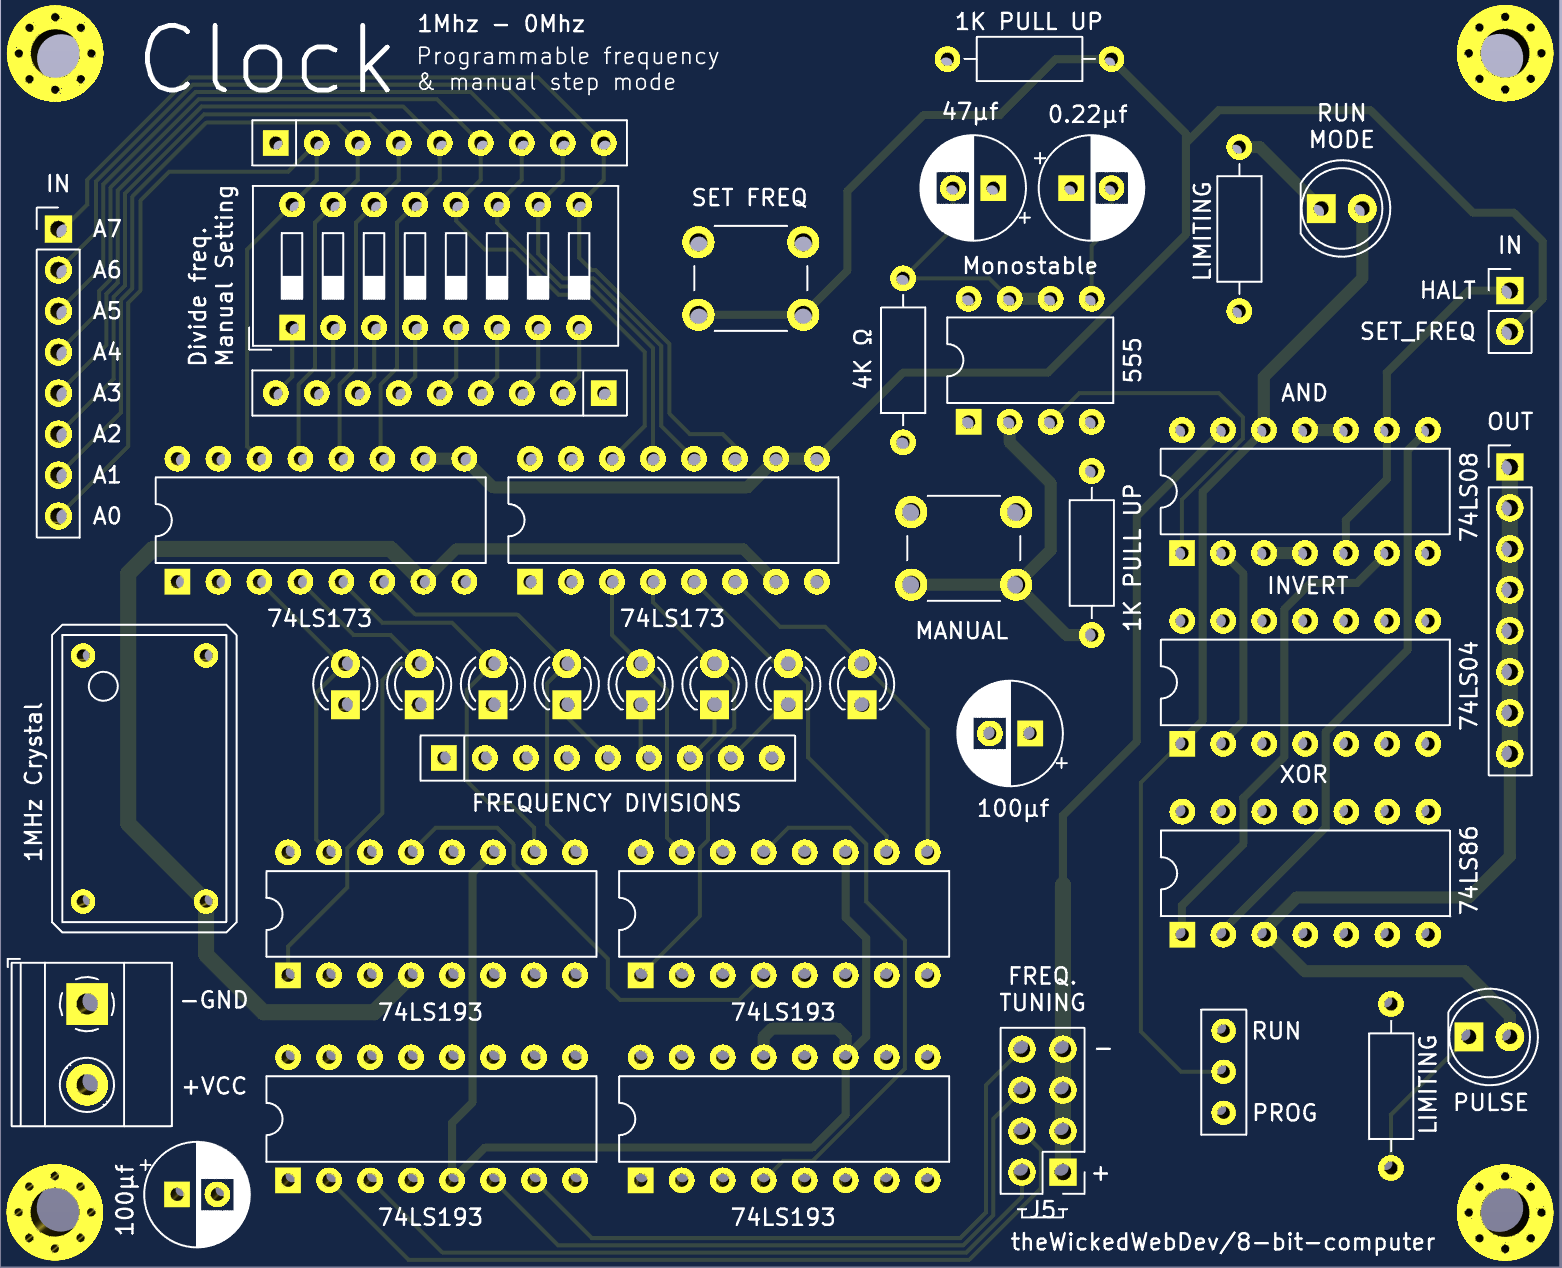 Clock
1Mhz - 0Mhz
Programmable frequency
& manual step mode
1K PULL UP
47µf
0.22µf
RUN
MODE
IN
A7
A6
A5
A4
A3
A2
A1
A0
Divide freq.
Manual Setting
SET FREQ
+
+
Monostable
LIMITING
IN
HALT
SET_FREQ
4K Ω
555
AND
OUT
74LS08
74LS173
74LS173
MANUAL
1K PULL UP
INVERT
74LS04
1MHz Crystal
FREQUENCY DIVISIONS
+
100µf
XOR
74LS86
-GND
+VCC
74LS193
74LS193
FREQ.
TUNING
-
+
J5
RUN
PROG
LIMITING
PULSE
+
100µf
74LS193
74LS193
theWickedWebDev/8-bit-computer